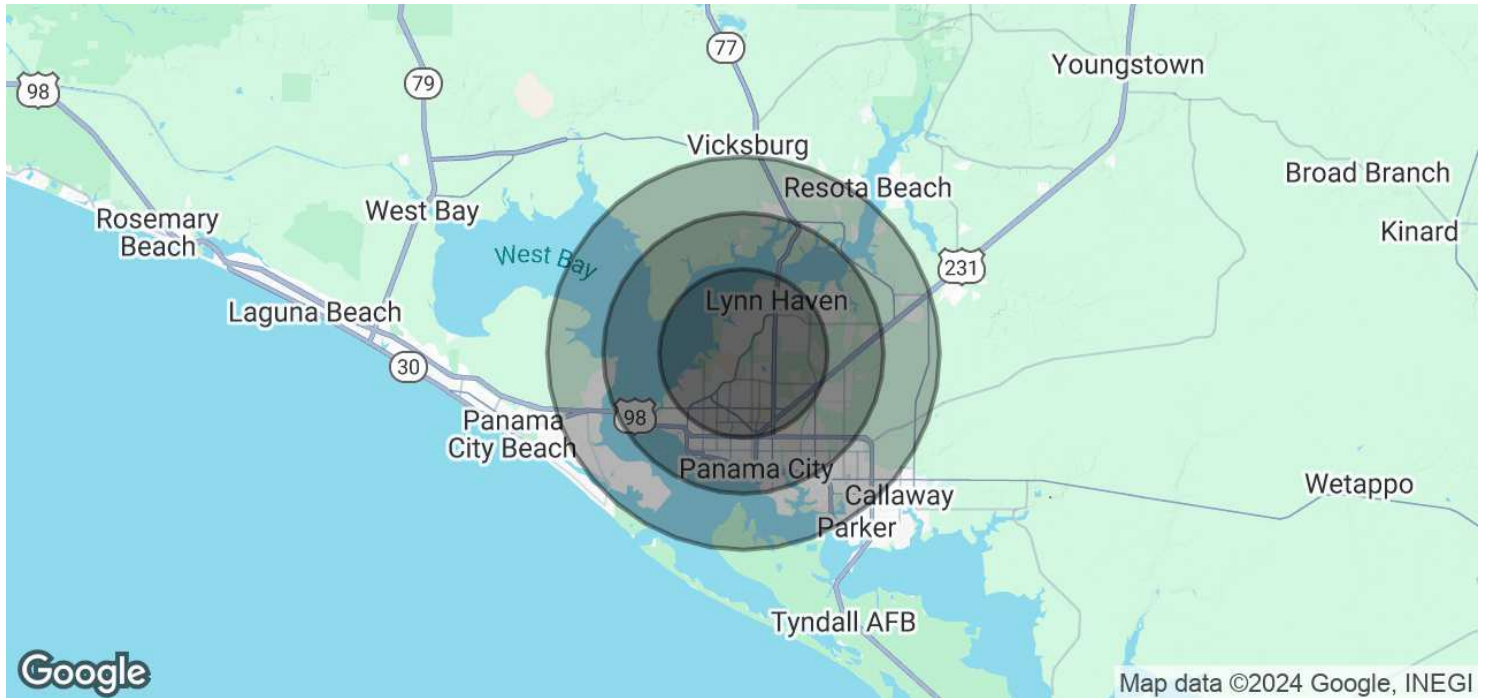 77
Youngstown
79
98
Vicksburg
Broad Branch
Resota Beach
West Bay
Rosemary
Beach
Kinard
West Bay
231
Lynn Haven
Laguna Beach
30
98
Panama
City Beach
Panama City
Wetappo
Callaway
Parker
Tyndall AFB
Google
Map data ©2024 Google, INEGI